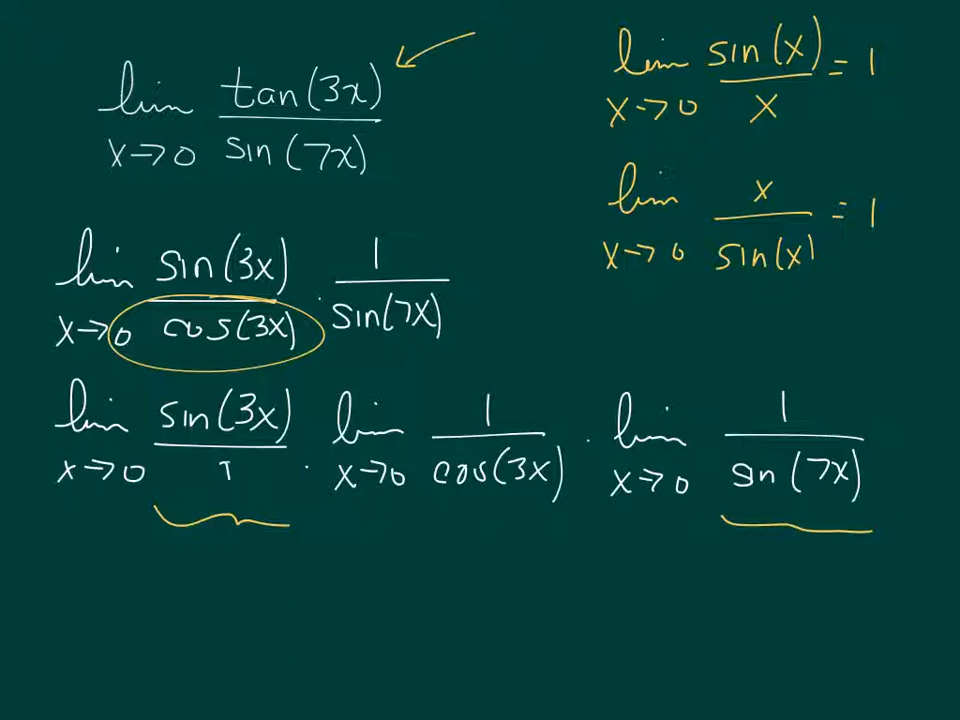 lim x→0 tan(3x) / sin(7x)
lim x→0 sin(x) / x = 1
lim x→0 x / sin(x) = 1
lim x→0 sin(3x) / cos(3x) · 1 / sin(7x)
lim x→0 sin(3x) / 1 · lim x→0 1 / cos(3x) · lim x→0 1 / sin(7x)